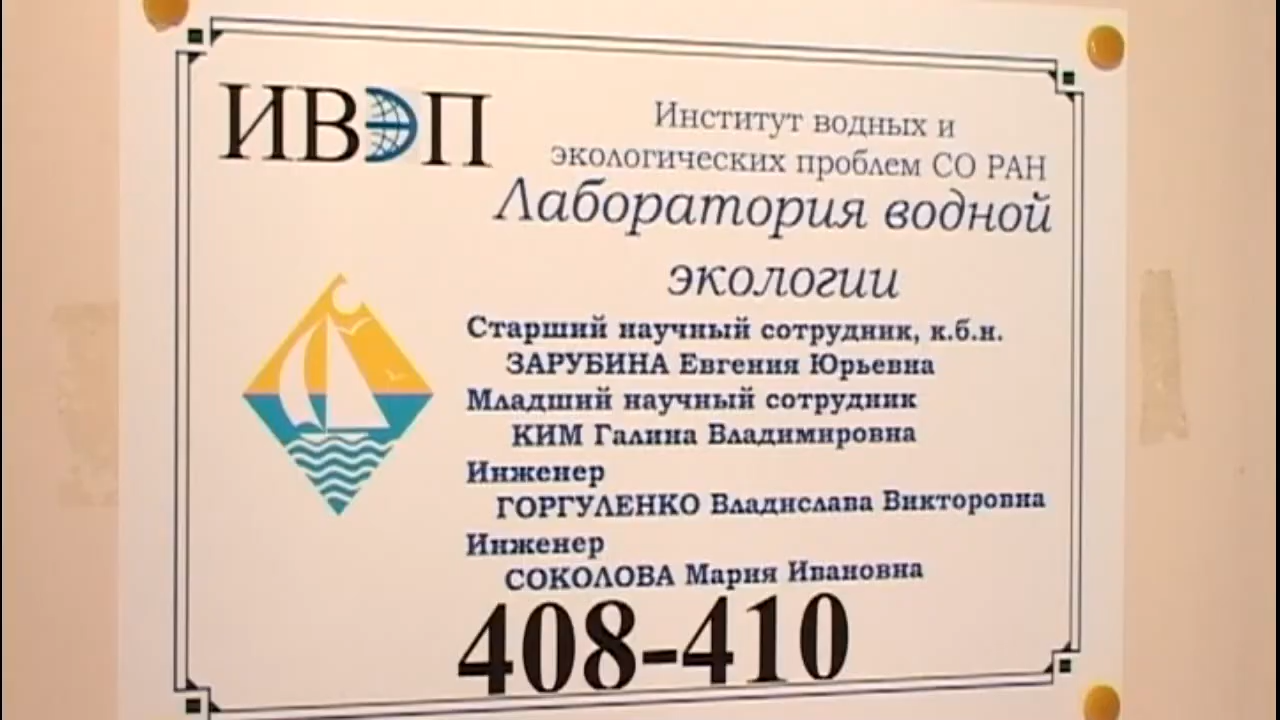 ИВЭП
Институт водных и
экологических проблем СО РАН
Лаборатория водной
экологии
Старший научный сотрудник, к.б.н.
ЗАРУБИНА Евгения Юрьевна
Младший научный сотрудник
КИМ Галина Владимировна
Инженер
ГОРГУЛЕНКО Владислава Викторовна
Инженер
СОКОЛОВА Мария Ивановна
408-410